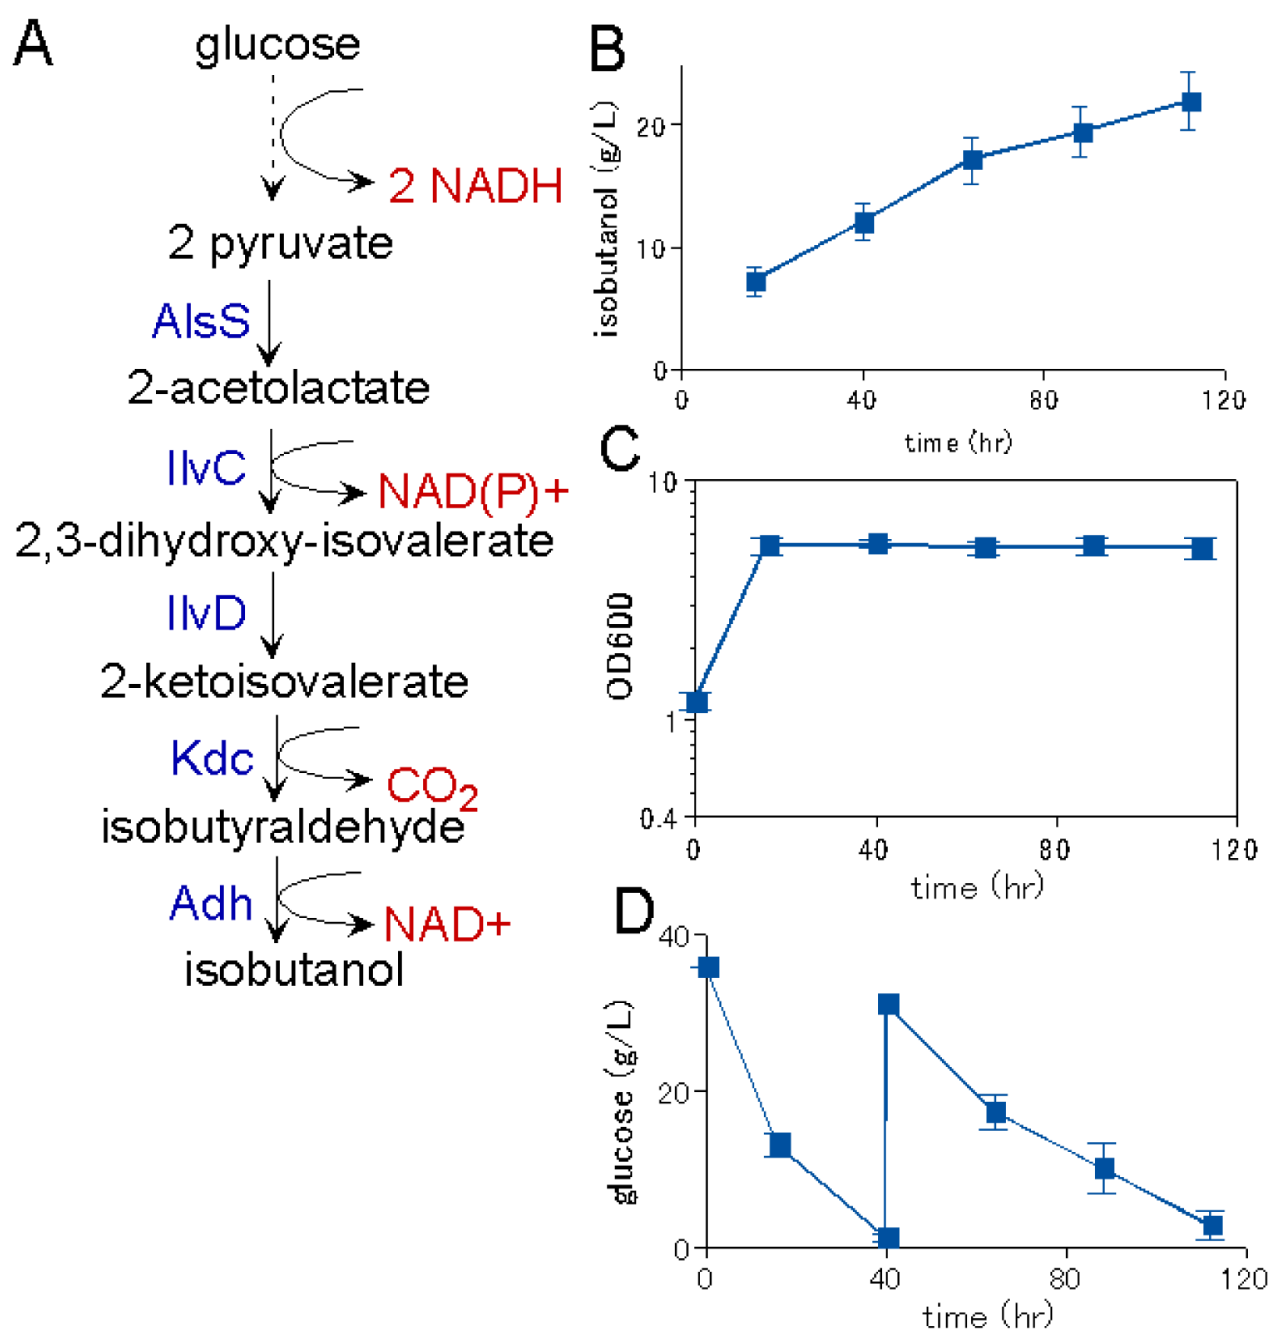 A
glucose
2 NADH
2 pyruvate
AlsS
2-acetolactate
IlvC
NAD(P)+
2,3-dihydroxy-isovalerate
IlvD
2-ketoisovalerate
Kdc
CO2
isobutyraldehyde
Adh
NAD+
isobutanol
B
isobutanol (g/L)
20
10
0
0 40 80 120
time (hr)
C
OD600
10
1
0.4
0 40 80 120
time (hr)
D
glucose (g/L)
40
20
0
0 40 80 120
time (hr)